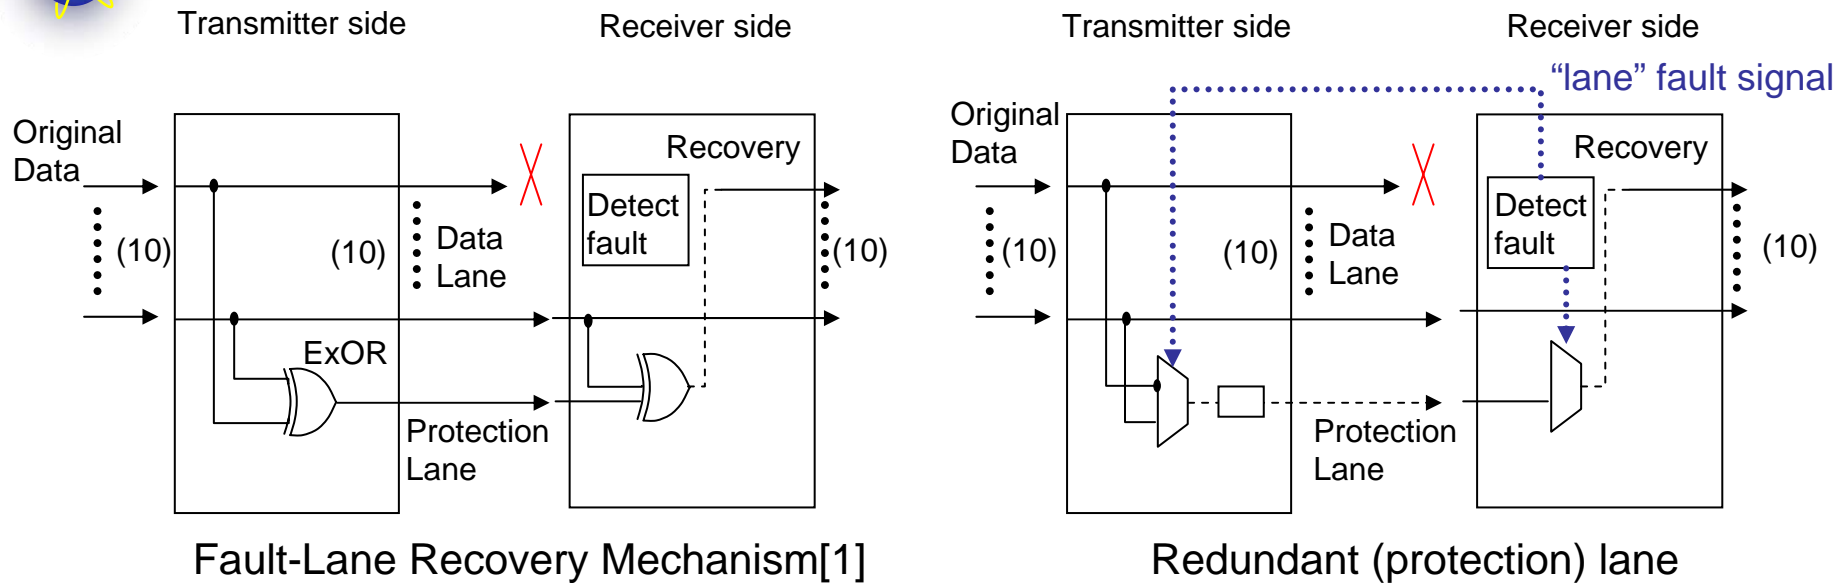 Transmitter side
Receiver side
Original
Data
(10)
(10)
Data
Lane
Detect
fault
Recovery
(10)
ExOR
Protection
Lane
Fault-Lane Recovery Mechanism[1]
Transmitter side
Receiver side
“lane” fault signal
Original
Data
(10)
(10)
Data
Lane
Detect
fault
Recovery
(10)
Protection
Lane
Redundant (protection) lane